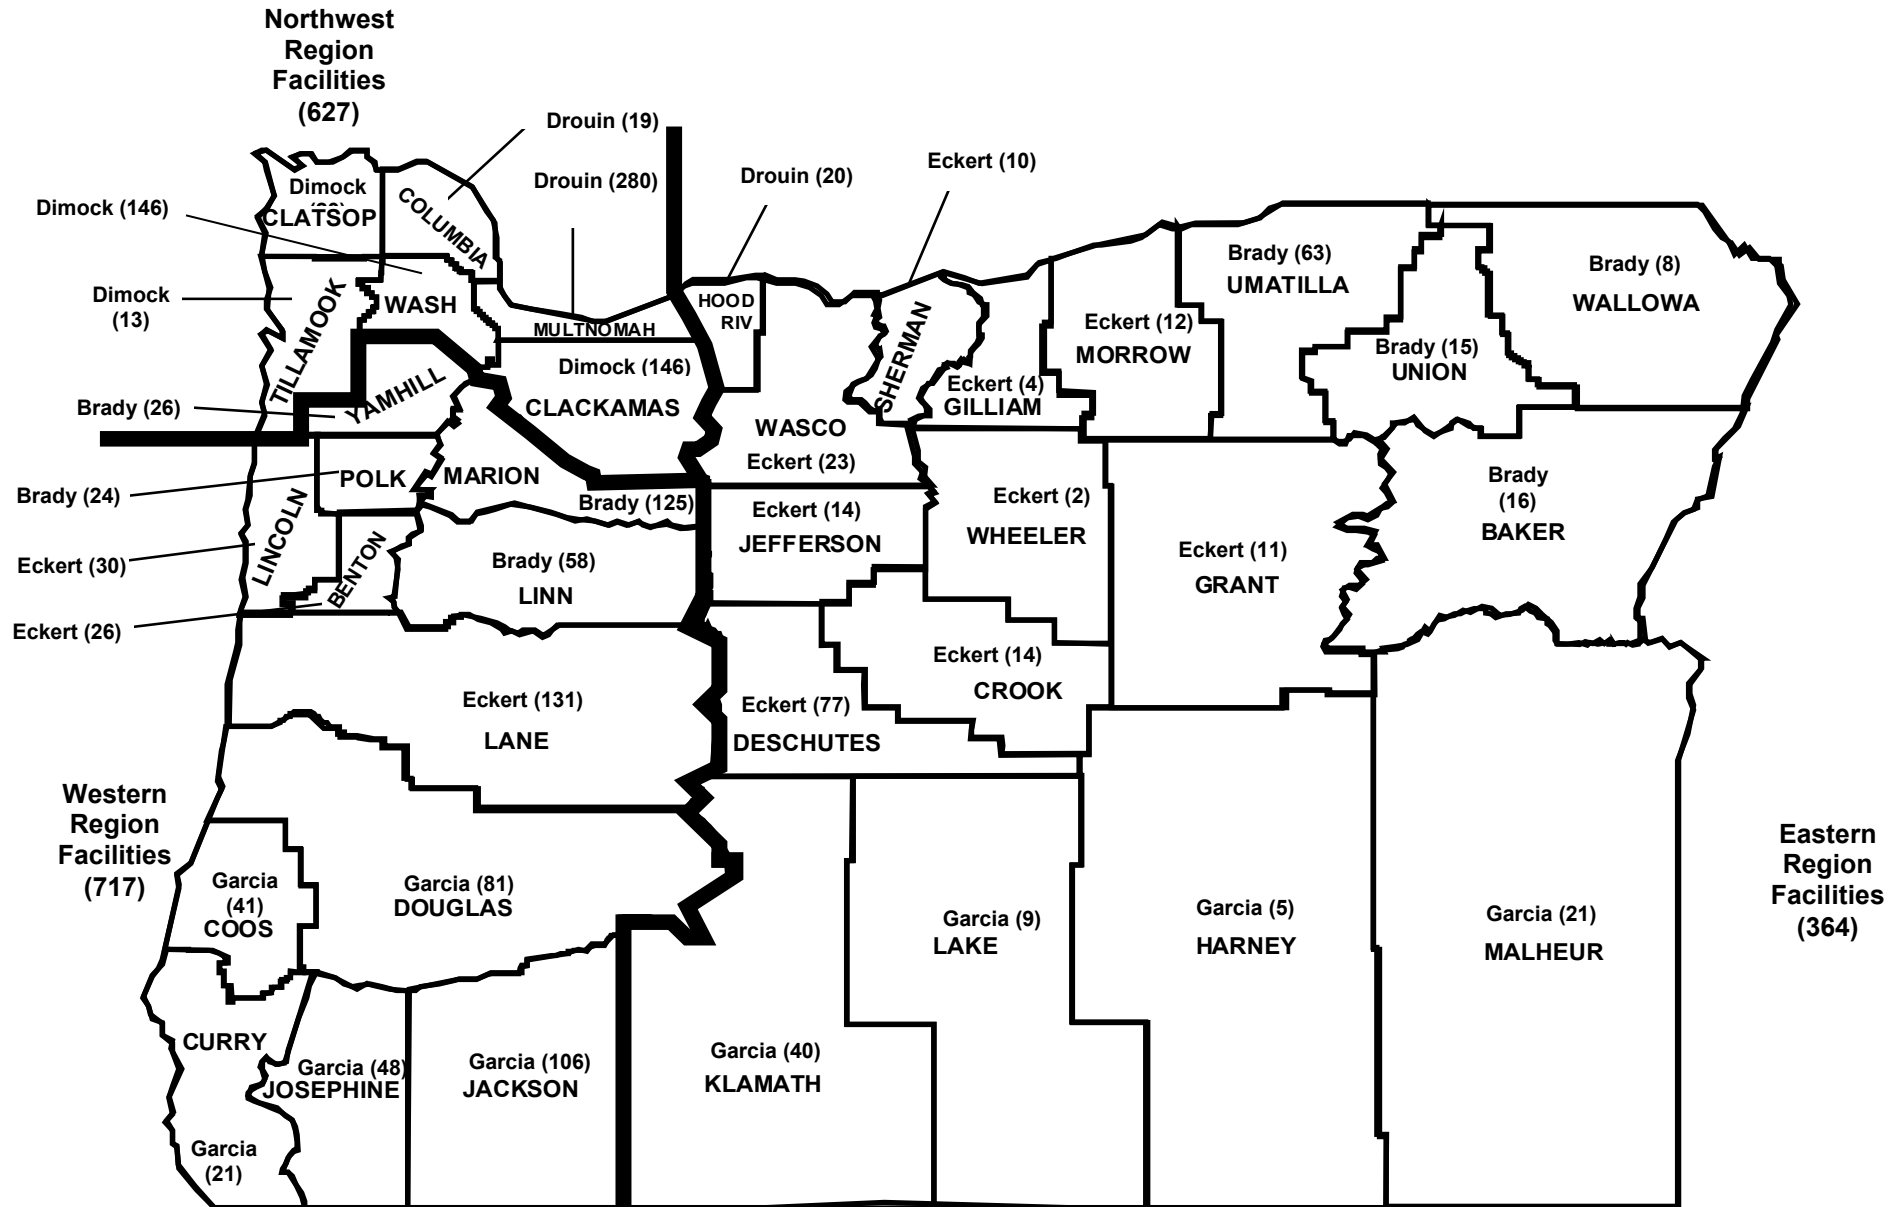 Northwest
Region
Facilities
(627)
Drouin (19)
Drouin (280)
Drouin (20)
Eckert (10)
Dimock
CLATSOP
COLUMBIA
Dimock (146)
Dimock
(13)
TILLAMOOK
WASH
MULTNOMAH
HOOD
RIV
SHERMAN
Brady (63)
UMATILLA
Brady (8)
WALLOWA
Eckert (12)
MORROW
Brady (15)
UNION
Dimock (146)
CLACKAMAS
Eckert (4)
GILLIAM
Brady (26)
YAMHILL
WASCO
Eckert (23)
Brady (24)
POLK
MARION
Brady (125)
Eckert (2)
WHEELER
Brady
(16)
BAKER
Eckert (14)
JEFFERSON
Eckert (30)
LINCOLN
BENTON
Brady (58)
LINN
Eckert (11)
GRANT
Eckert (26)
Eckert (14)
CROOK
Eckert (131)
LANE
Eckert (77)
DESCHUTES
Western
Region
Facilities
(717)
Eastern
Region
Facilities
(364)
Garcia
(41)
COOS
Garcia (81)
DOUGLAS
Garcia (9)
LAKE
Garcia (5)
HARNEY
Garcia (21)
MALHEUR
CURRY
Garcia (48)
JOSEPHINE
Garcia (106)
JACKSON
Garcia (40)
KLAMATH
Garcia
(21)